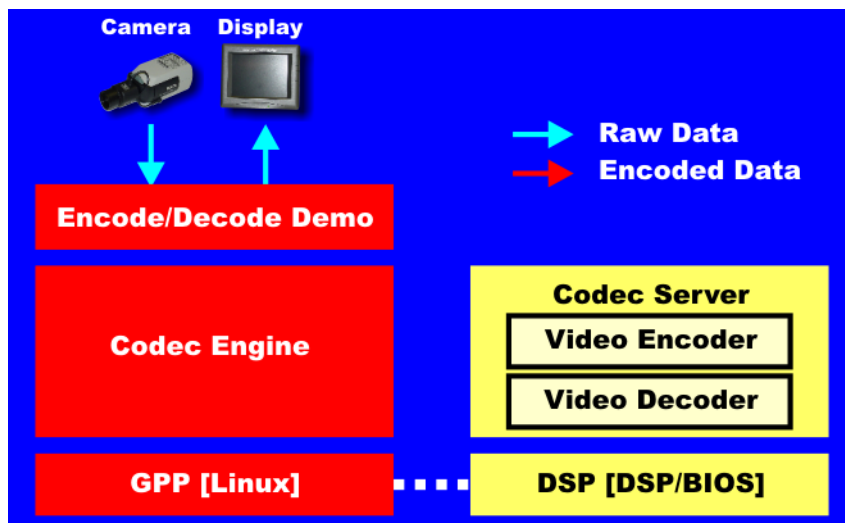 Camera Display
Raw Data
Encoded Data
Encode/Decode Demo
Codec Engine
Codec Server
Video Encoder
Video Decoder
GPP [Linux]
DSP [DSP/BIOS]